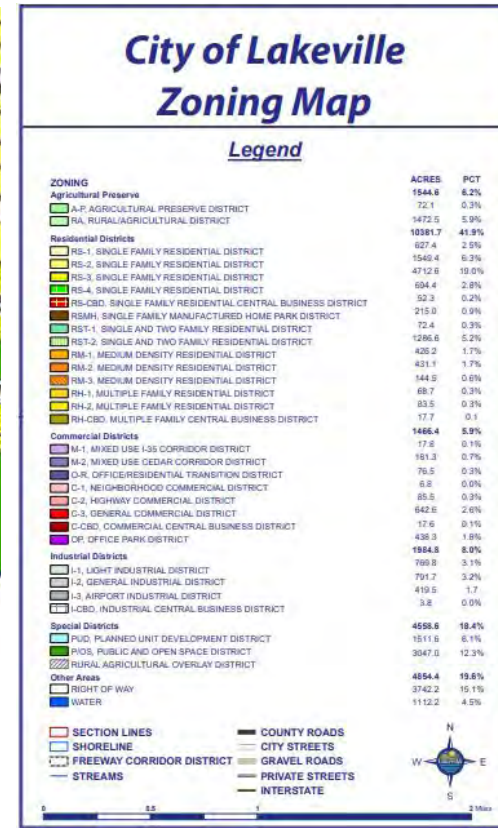 City of Lakeville
Zoning Map
Legend
ZONING ACRES PCT
Agricultural Preserve 1544.6 6.2%
A-P, AGRICULTURAL PRESERVE DISTRICT 72.1 0.3%
RA, RURAL/AGRICULTURAL DISTRICT 1472.5 5.9%
Residential Districts 10381.7 41.9%
RS-1, SINGLE FAMILY RESIDENTIAL DISTRICT 627.4 2.5%
RS-2, SINGLE FAMILY RESIDENTIAL DISTRICT 1549.4 6.3%
RS-3, SINGLE FAMILY RESIDENTIAL DISTRICT 4712.6 19.0%
RS-4, SINGLE FAMILY RESIDENTIAL DISTRICT 694.4 2.8%
RS-CBD, SINGLE FAMILY RESIDENTIAL CENTRAL BUSINESS DISTRICT 52.3 0.2%
RSMH, SINGLE FAMILY MANUFACTURED HOME PARK DISTRICT 215.0 0.9%
RST-1, SINGLE AND TWO FAMILY RESIDENTIAL DISTRICT 72.4 0.3%
RST-2, SINGLE AND TWO FAMILY RESIDENTIAL DISTRICT 1286.6 5.2%
RM-1, MEDIUM DENSITY RESIDENTIAL DISTRICT 426.2 1.7%
RM-2, MEDIUM DENSITY RESIDENTIAL DISTRICT 431.1 1.7%
RM-3, MEDIUM DENSITY RESIDENTIAL DISTRICT 144.5 0.6%
RH-1, MULTIPLE FAMILY RESIDENTIAL DISTRICT 68.7 0.3%
RH-2, MULTIPLE FAMILY RESIDENTIAL DISTRICT 83.5 0.3%
RH-CBD, MULTIPLE FAMILY CENTRAL BUSINESS DISTRICT 17.7 0.1
Commercial Districts 1466.4 5.9%
M-1, MIXED USE I-35 CORRIDOR DISTRICT 17.6 0.1%
M-2, MIXED USE CEDAR CORRIDOR DISTRICT 181.3 0.7%
O-R, OFFICE/RESIDENTIAL TRANSITION DISTRICT 76.5 0.3%
C-1, NEIGHBORHOOD COMMERCIAL DISTRICT 6.8 0.0%
C-2, HIGHWAY COMMERCIAL DISTRICT 85.5 0.3%
C-3, GENERAL COMMERCIAL DISTRICT 642.6 2.6%
C-CBD, COMMERCIAL CENTRAL BUSINESS DISTRICT 17.6 0.1%
OP, OFFICE PARK DISTRICT 438.3 1.8%
Industrial Districts 1984.8 8.0%
I-1, LIGHT INDUSTRIAL DISTRICT 769.8 3.1%
I-2, GENERAL INDUSTRIAL DISTRICT 791.7 3.2%
I-3, AIRPORT INDUSTRIAL DISTRICT 419.5 1.7
I-CBD, INDUSTRIAL CENTRAL BUSINESS DISTRICT 3.8 0.0%
Special Districts 4558.6 18.4%
PUD, PLANNED UNIT DEVELOPMENT DISTRICT 1511.6 6.1%
P/OS, PUBLIC AND OPEN SPACE DISTRICT 3047.0 12.3%
RURAL AGRICULTURAL OVERLAY DISTRICT
Other Areas 4854.4 19.6%
RIGHT OF WAY 3742.2 15.1%
WATER 1112.2 4.5%
SECTION LINES COUNTY ROADS
SHORELINE CITY STREETS
FREEWAY CORRIDOR DISTRICT GRAVEL ROADS
STREAMS PRIVATE STREETS
INTERSTATE
N
W E
S
0 0.5 1 2 Miles